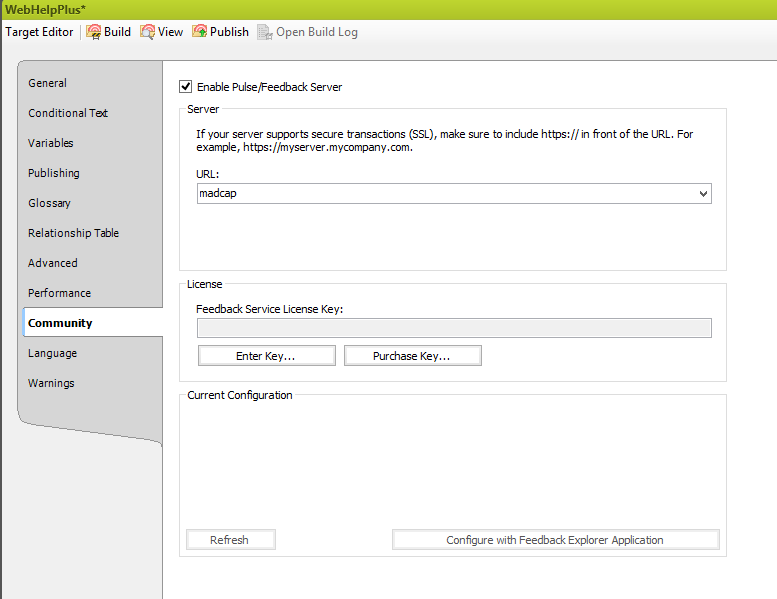 WebHelpPlus*
Target Editor Build View Publish Open Build Log
General
Conditional Text
Variables
Publishing
Glossary
Relationship Table
Advanced
Performance
Community
Language
Warnings
Enable Pulse/Feedback Server
Server
If your server supports secure transactions (SSL), make sure to include https:// in front of the URL. For
example, https://myserver.mycompany.com.
URL:
madcap
License
Feedback Service License Key:
Enter Key... Purchase Key...
Current Configuration
Refresh Configure with Feedback Explorer Application